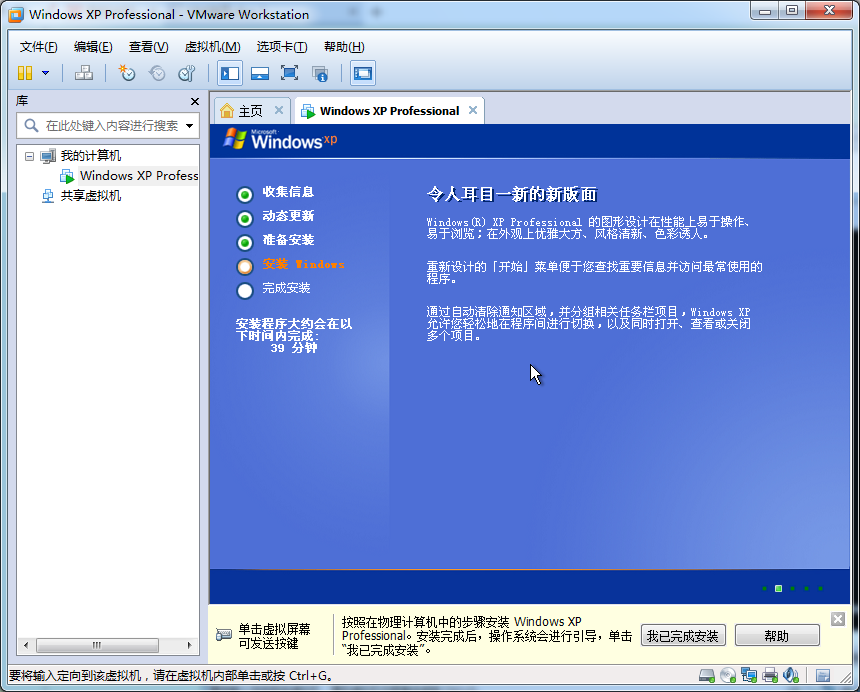 Windows XP Professional - VMware Workstation
文件(F) 编辑(E) 查看(V) 虚拟机(M) 选项卡(T) 帮助(H)
库
在此处键入内容进行搜索
我的计算机
Windows XP Profess
共享虚拟机
主页
Windows XP Professional
Microsoft
Windows xp
收集信息
动态更新
准备安装
安装 Windows
完成安装
安装程序大约会在以
下时间内完成:
39 分钟
令人耳目一新的新版面
Windows(R) XP Professional 的图形设计在性能上易于操作、
易于浏览；在外观上优雅大方、风格清新、色彩诱人。
重新设计的「开始」菜单便于您查找重要信息并访问最常使用的
程序。
通过自动清除通知区域，并分组相关任务栏项目，Windows XP
允许您轻松地在程序间进行切换，以及同时打开、查看或关闭
多个项目。
单击虚拟屏幕
可发送按键
按照在物理计算机中的步骤安装 Windows XP
Professional。安装完成后，操作系统会进行引导，单击
“我已完成安装”。
我已完成安装
帮助
要将输入定向到该虚拟机，请在虚拟机内部单击或按 Ctrl+G。